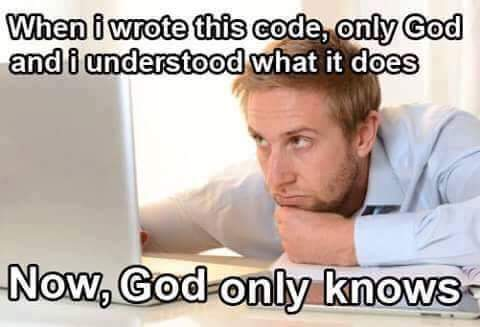 When i wrote this code, only God
and i understood what it does
Now, God only knows